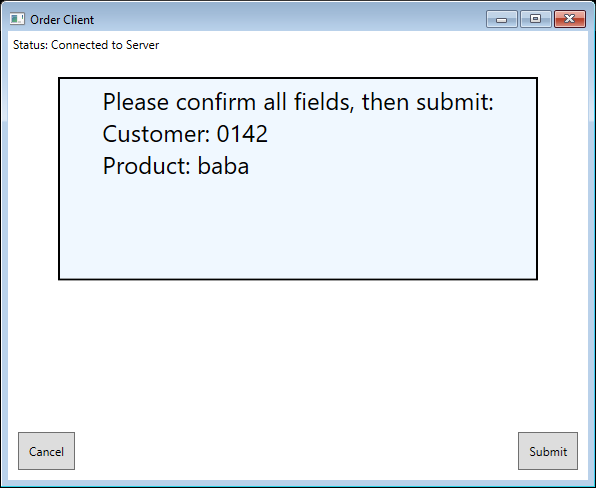 Order Client
Status: Connected to Server
Please confirm all fields, then submit:
Customer: 0142
Product: baba
Cancel
Submit